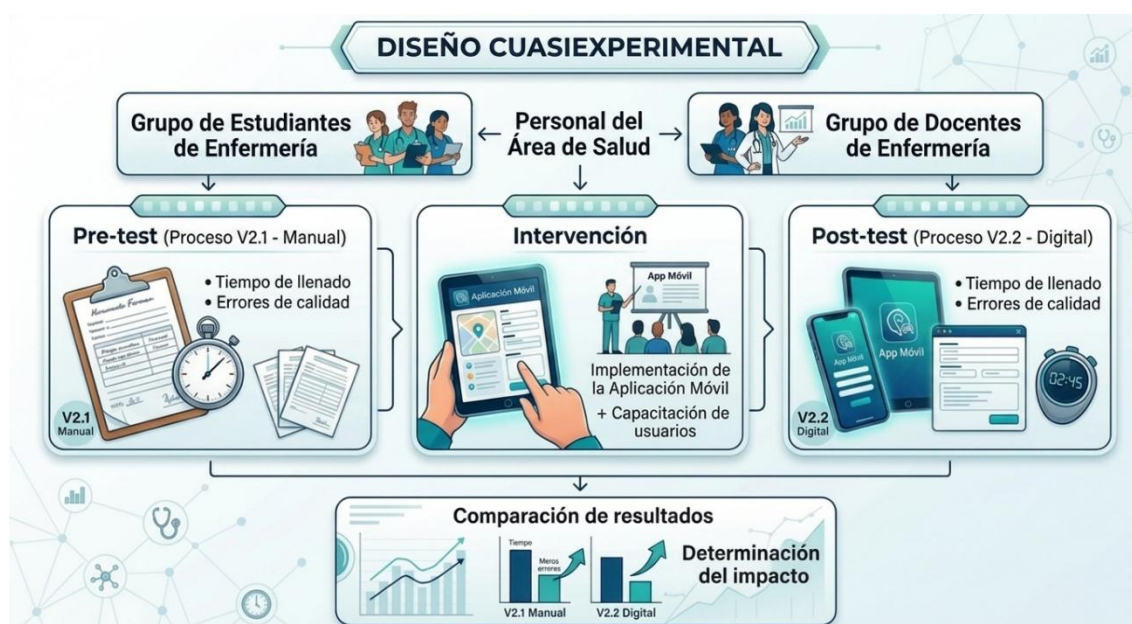 DISEÑO CUASIEXPERIMENTAL
Grupo de Estudiantes
de Enfermería
Personal del
Área de Salud
Grupo de Docentes
de Enfermería
Pre-test (Proceso V2.1 - Manual)
• Tiempo de llenado
• Errores de calidad
V2.1
Manual
Intervención
Aplicación Móvil
App Móvil
Implementación de
la Aplicación Móvil
+ Capacitación de
usuarios
Post-test (Proceso V2.2 - Digital)
• Tiempo de llenado
• Errores de calidad
App Móvil
App Móvil
02:45
V2.2
Digital
Comparación de resultados
Tiempo
Meros
errores
V2.1 Manual
V2.2 Digital
Determinación
del impacto